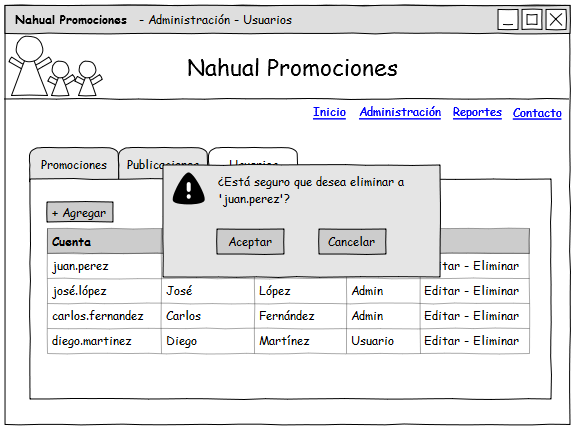 Nahual Promociones - Administración - Usuarios
Nahual Promociones
Inicio Administración Reportes Contacto
Promociones
¿Está seguro que desea eliminar a
'juan.perez'?
Aceptar Cancelar
+ Agregar
Cuenta
juan.perez Editar - Eliminar
josé.lópez José López Admin Editar - Eliminar
carlos.fernandez Carlos Fernández Admin Editar - Eliminar
diego.martinez Diego Martínez Usuario Editar - Eliminar